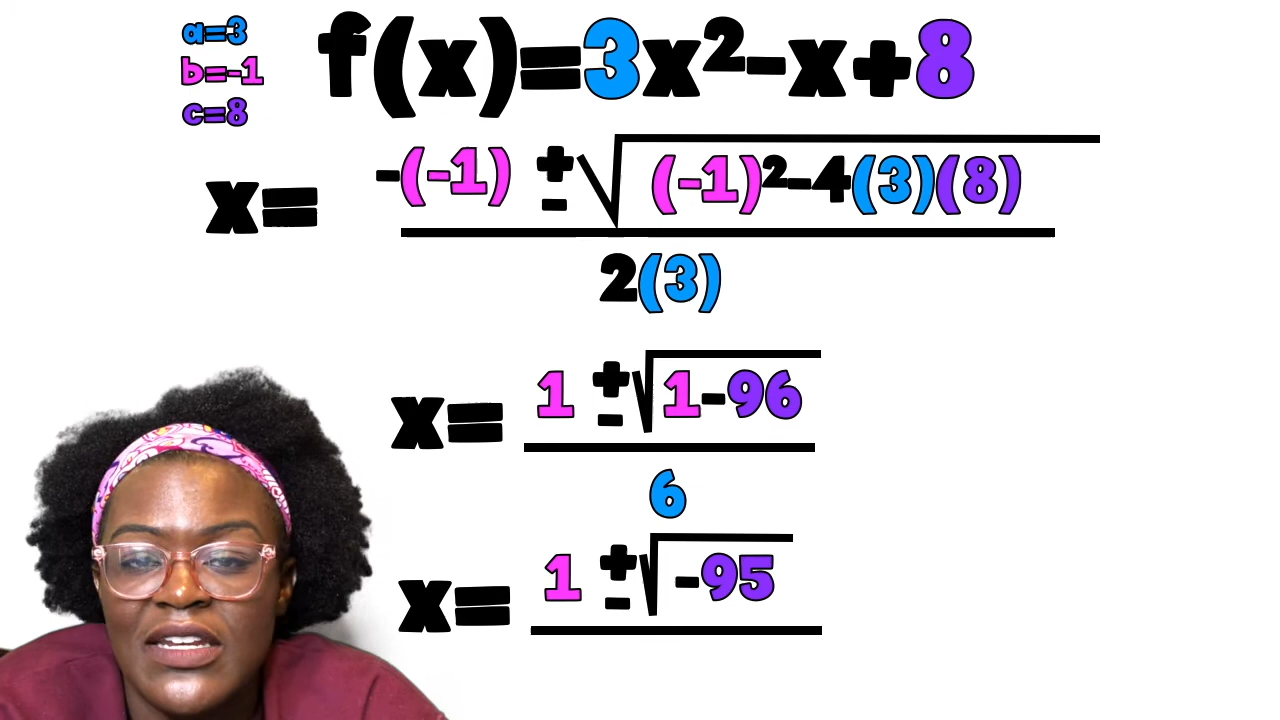 a=3
b=-1
c=8
f(x)=3x²-x+8
x= -(-1) ± √(-1)²-4(3)(8)
2(3)
x= 1 ± √1-96
6
x= 1 ± √-95